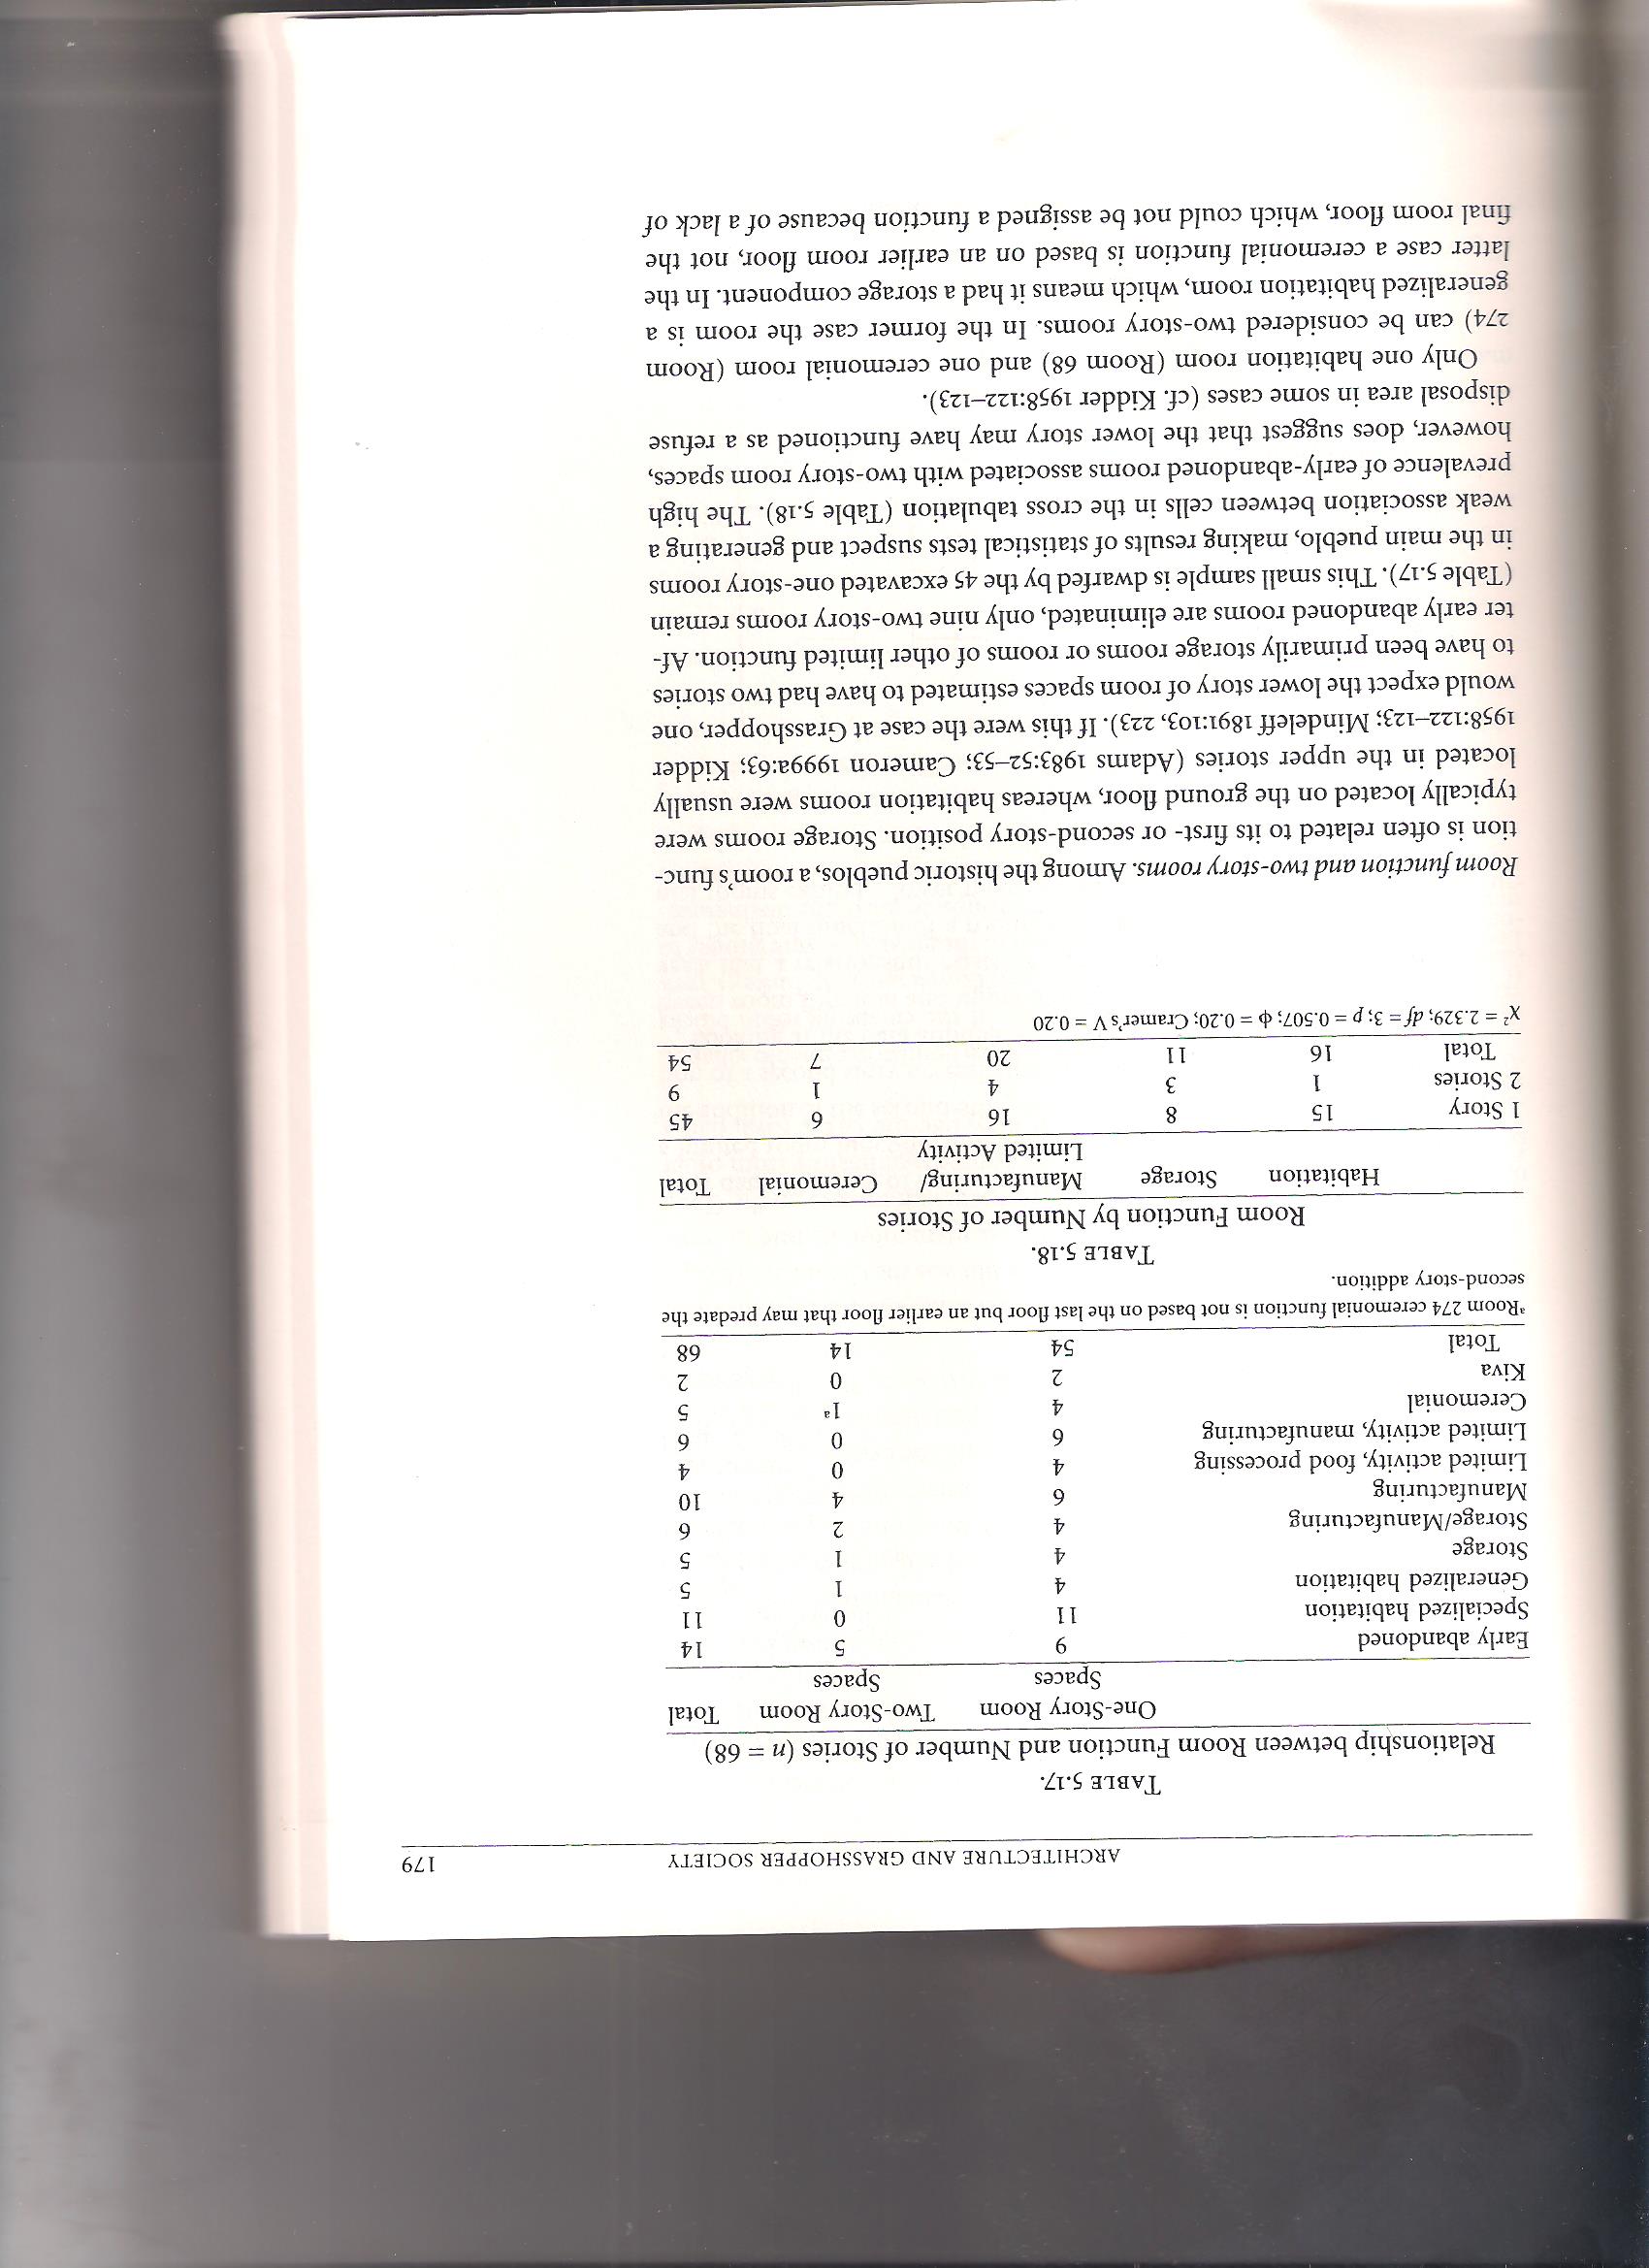 ARCHITECTURE AND GRASSHOPPER SOCIETY 179
TABLE 5.17.
Relationship between Room Function and Number of Stories (n = 68)
One-Story Room Two-Story Room Total
Spaces Spaces
Early abandoned 9 5 14
Specialized habitation 11 0 11
Generalized habitation 4 1 5
Storage 4 1 5
Storage/Manufacturing 4 2 6
Manufacturing 6 4 10
Limited activity, food processing 4 0 4
Limited activity, manufacturing 6 0 6
Ceremonial 4 1ª 5
Kiva 2 0 2
Total 54 14 68
ªRoom 274 ceremonial function is not based on the last floor but an earlier floor that may predate the
second-story addition.
TABLE 5.18.
Room Function by Number of Stories
Habitation Storage Manufacturing/ Ceremonial Total
Limited Activity
1 Story 15 8 16 6 45
2 Stories 1 3 4 1 9
Total 16 11 20 7 54
χ² = 2.329; df = 3; p = 0.507; ϕ = 0.20; Cramer's V = 0.20
Room function and two-story rooms. Among the historic pueblos, a room's func-
tion is often related to its first- or second-story position. Storage rooms were
typically located on the ground floor, whereas habitation rooms were usually
located in the upper stories (Adams 1983:52–53; Cameron 1999a:63; Kidder
1958:122–123; Mindeleff 1891:103, 223). If this were the case at Grasshopper, one
would expect the lower story of room spaces estimated to have had two stories
to have been primarily storage rooms or rooms of other limited function. Af-
ter early abandoned rooms are eliminated, only nine two-story rooms remain
(Table 5.17). This small sample is dwarfed by the 45 excavated one-story rooms
in the main pueblo, making results of statistical tests suspect and generating a
weak association between cells in the cross tabulation (Table 5.18). The high
prevalence of early-abandoned rooms associated with two-story room spaces,
however, does suggest that the lower story may have functioned as a refuse
disposal area in some cases (cf. Kidder 1958:122–123).
Only one habitation room (Room 68) and one ceremonial room (Room
274) can be considered two-story rooms. In the former case the room is a
generalized habitation room, which means it had a storage component. In the
latter case a ceremonial function is based on an earlier room floor, not the
final room floor, which could not be assigned a function because of a lack of